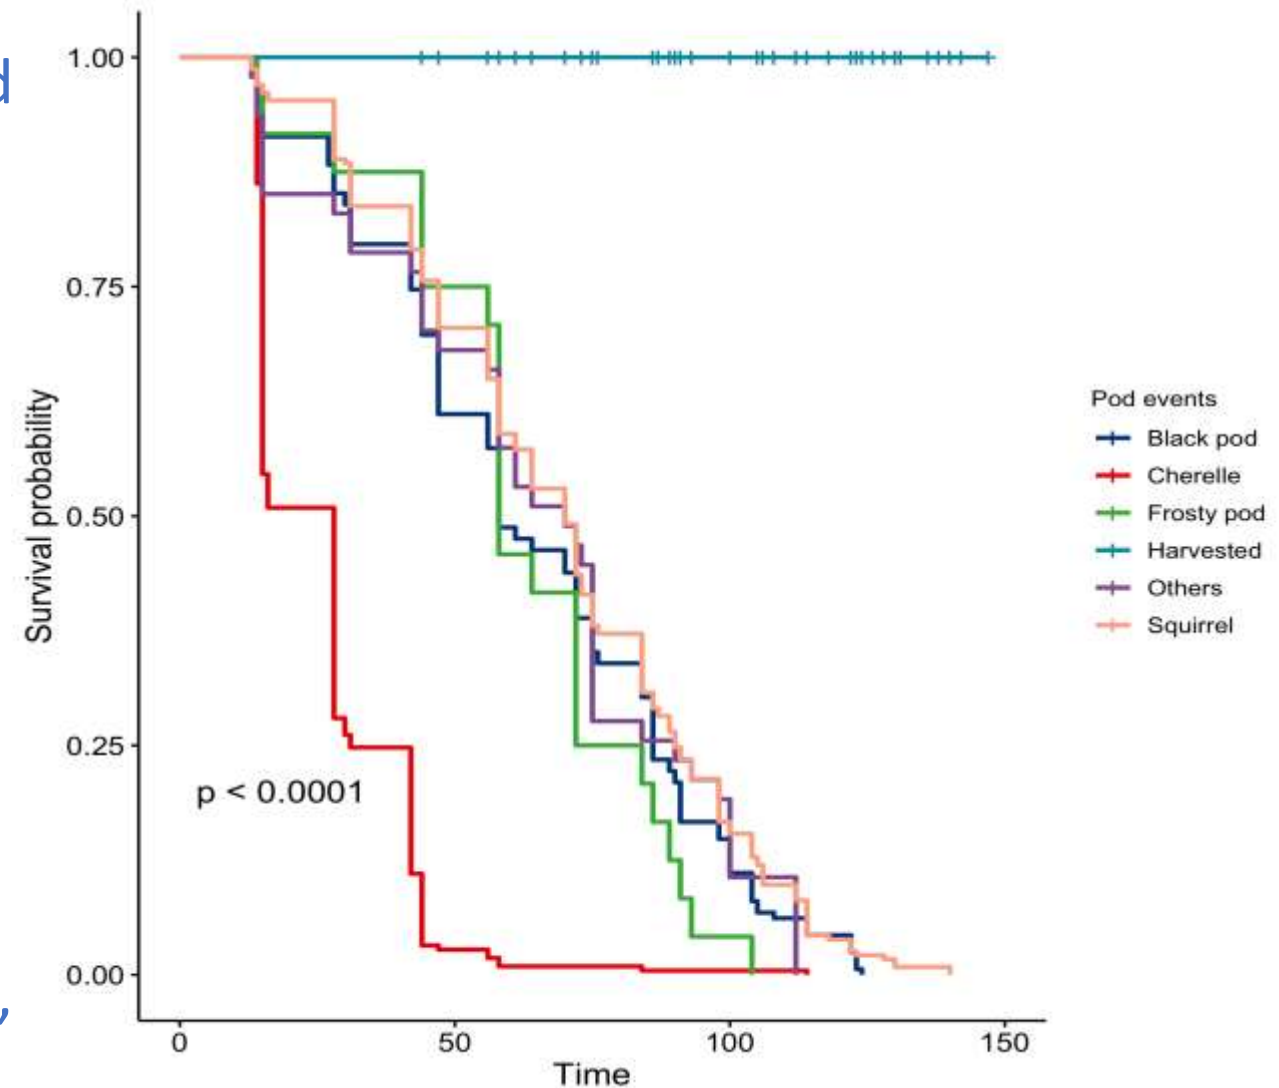 d
1.00
0.75
0.50
0.25
0.00
Survival probability
p < 0.0001
0
50
100
150
Time
Pod events
Black pod
Cherelle
Frosty pod
Harvested
Others
Squirrel
,